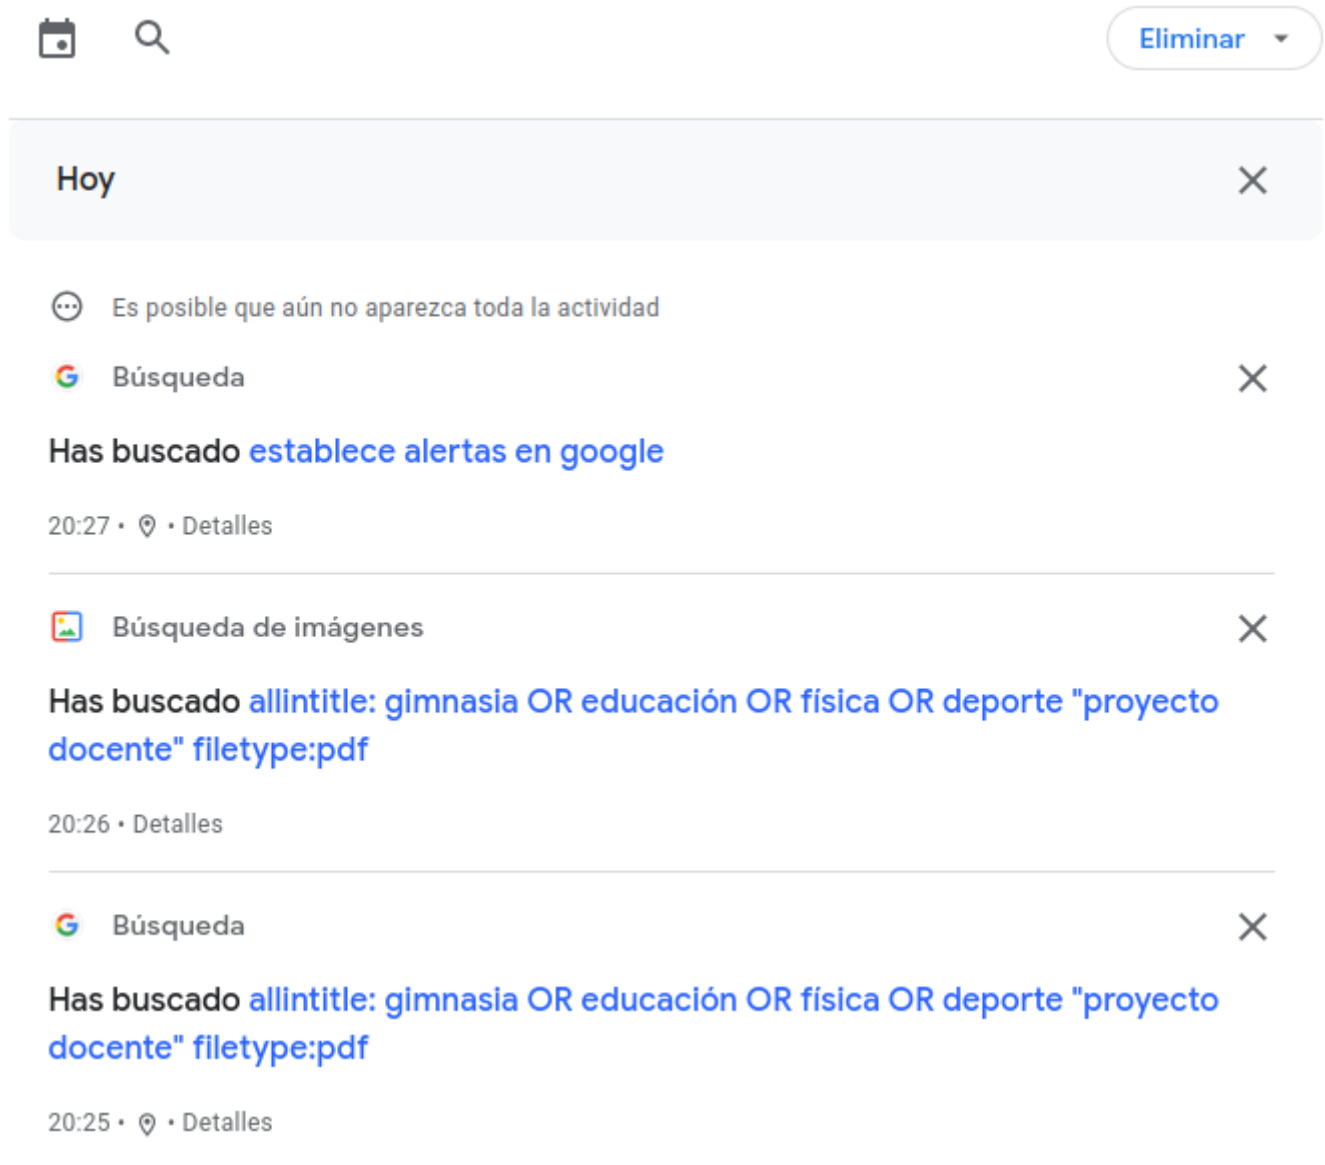 Eliminar
Hoy
Es posible que aún no aparezca toda la actividad
Búsqueda
Has buscado establece alertas en google
20:27 • • Detalles
Búsqueda de imágenes
Has buscado allintitle: gimnasia OR educación OR física OR deporte "proyecto
docente" filetype:pdf
20:26 • Detalles
Búsqueda
Has buscado allintitle: gimnasia OR educación OR física OR deporte "proyecto
docente" filetype:pdf
20:25 • • Detalles